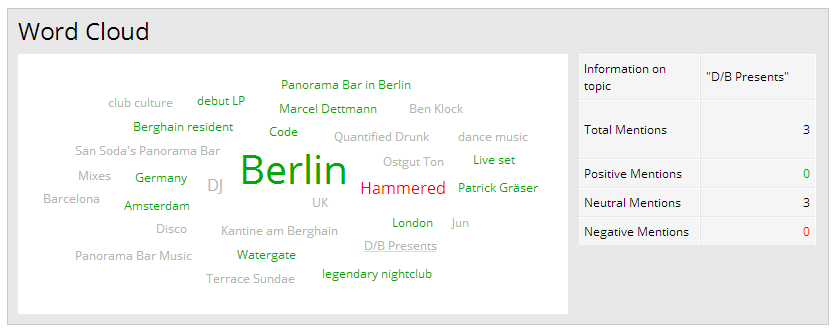 Word Cloud
Panorama Bar in Berlin
club culture
debut LP
Marcel Dettmann
Ben Klock
Berghain resident
Code
Quantified Drunk
dance music
San Soda's Panorama Bar
Ostgut Ton
Live set
Berlin
Mixes
Germany
DJ
Hammered
Patrick Gräser
Barcelona
Amsterdam
UK
Disco
Kantine am Berghain
London
Jun
D/B Presents
Panorama Bar Music
Watergate
Terrace Sundae
legendary nightclub
Information on topic "D/B Presents"
Total Mentions 3
Positive Mentions 0
Neutral Mentions 3
Negative Mentions 0